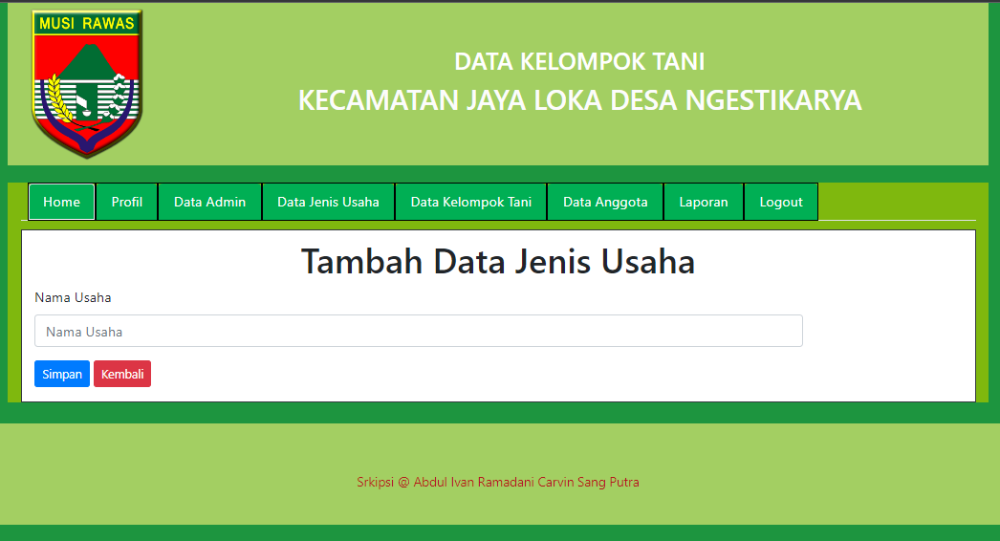 MUSI RAWAS
DATA KELOMPOK TANI
KECAMATAN JAYA LOKA DESA NGESTIKARYA
Home Profil Data Admin Data Jenis Usaha Data Kelompok Tani Data Anggota Laporan Logout
Tambah Data Jenis Usaha
Nama Usaha
Nama Usaha
Simpan Kembali
Srkipsi @ Abdul Ivan Ramadani Carvin Sang Putra